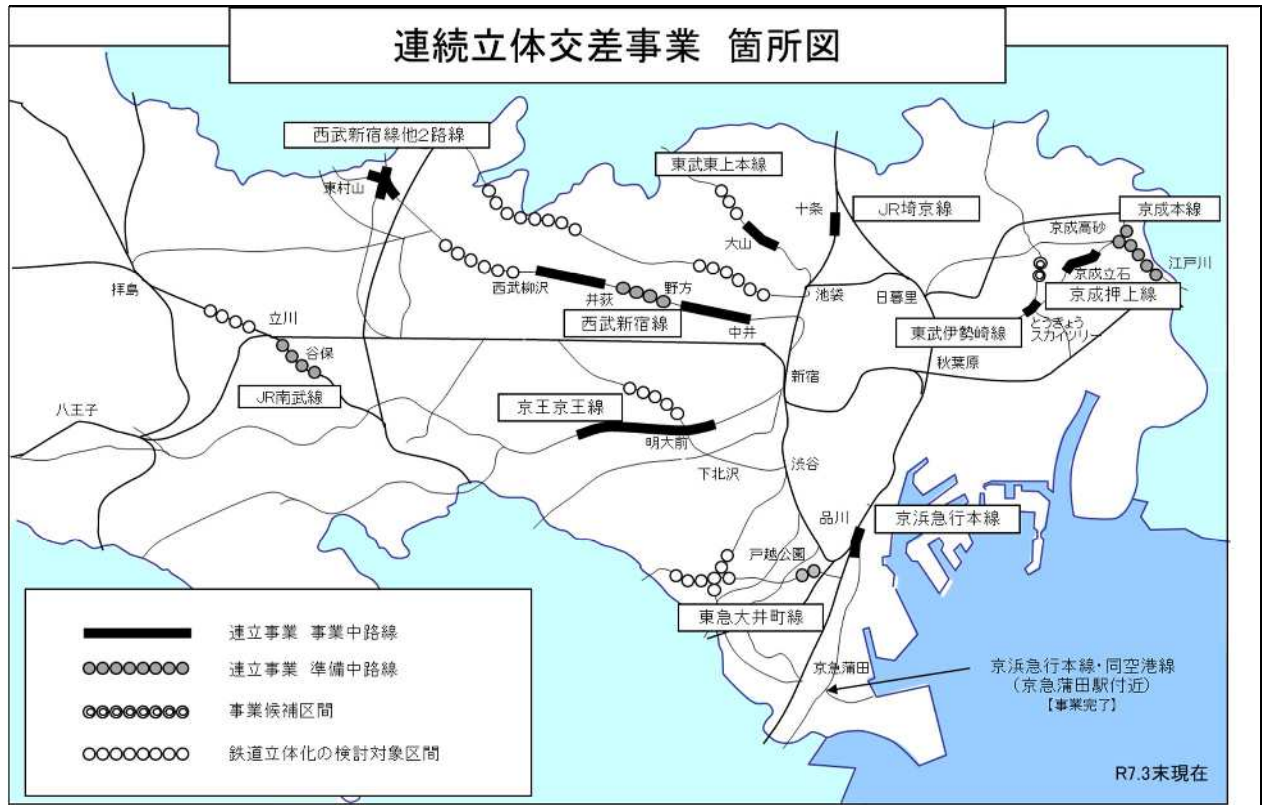 連続立体交差事業 箇所図
西武新宿線他2路線
東村山
東武東上本線
十条
JR埼京線
大山
京成本線
京成高砂
江戸川
京成立石
京成押上線
拝島
立川
西武柳沢
井荻
野方
池袋
日暮里
西武新宿線
中井
東武伊勢崎線
とうきょう
スカイツリー
谷保
JR南武線
秋葉原
新宿
八王子
京王京王線
明大前
下北沢
渋谷
品川
京浜急行本線
戸越公園
東急大井町線
京急蒲田
京浜急行本線・同空港線
(京急蒲田駅付近)
【事業完了】
連立事業 事業中路線
連立事業 準備中路線
事業候補区間
鉄道立体化の検討対象区間
R7.3末現在